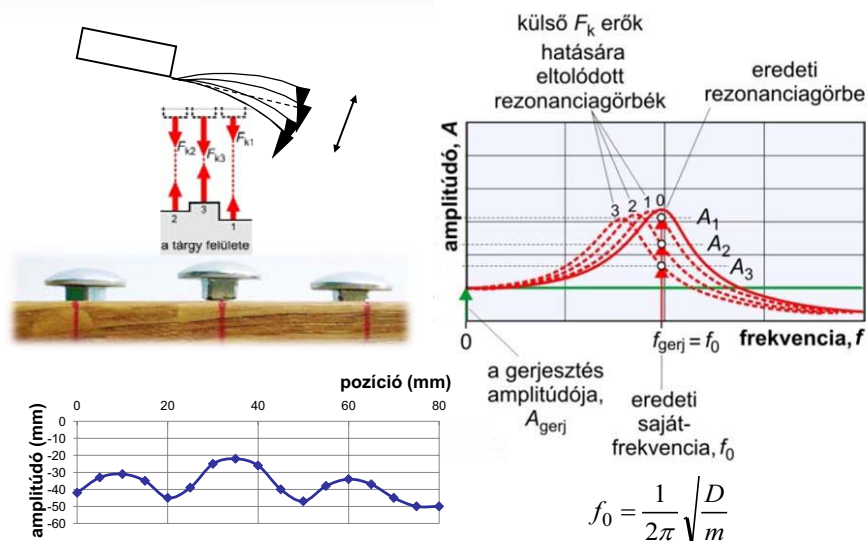 F_k2
F_k3
F_k1
2
3
1
a tárgy felülete
külső F_k erők
hatására
eltolódott
rezonanciagörbék
eredeti
rezonanciagörbe
amplitúdó, A
3
2
1
0
A_1
A_2
A_3
0
f_gerj = f_0
frekvencia, f
a gerjesztés
amplitúdója,
A_gerj
eredeti
saját-
frekvencia, f_0
pozíció (mm)
0
20
40
60
80
amplitúdó (mm)
0
-10
-20
-30
-40
-50
-60
f_0 = 1/(2π) √(D/m)